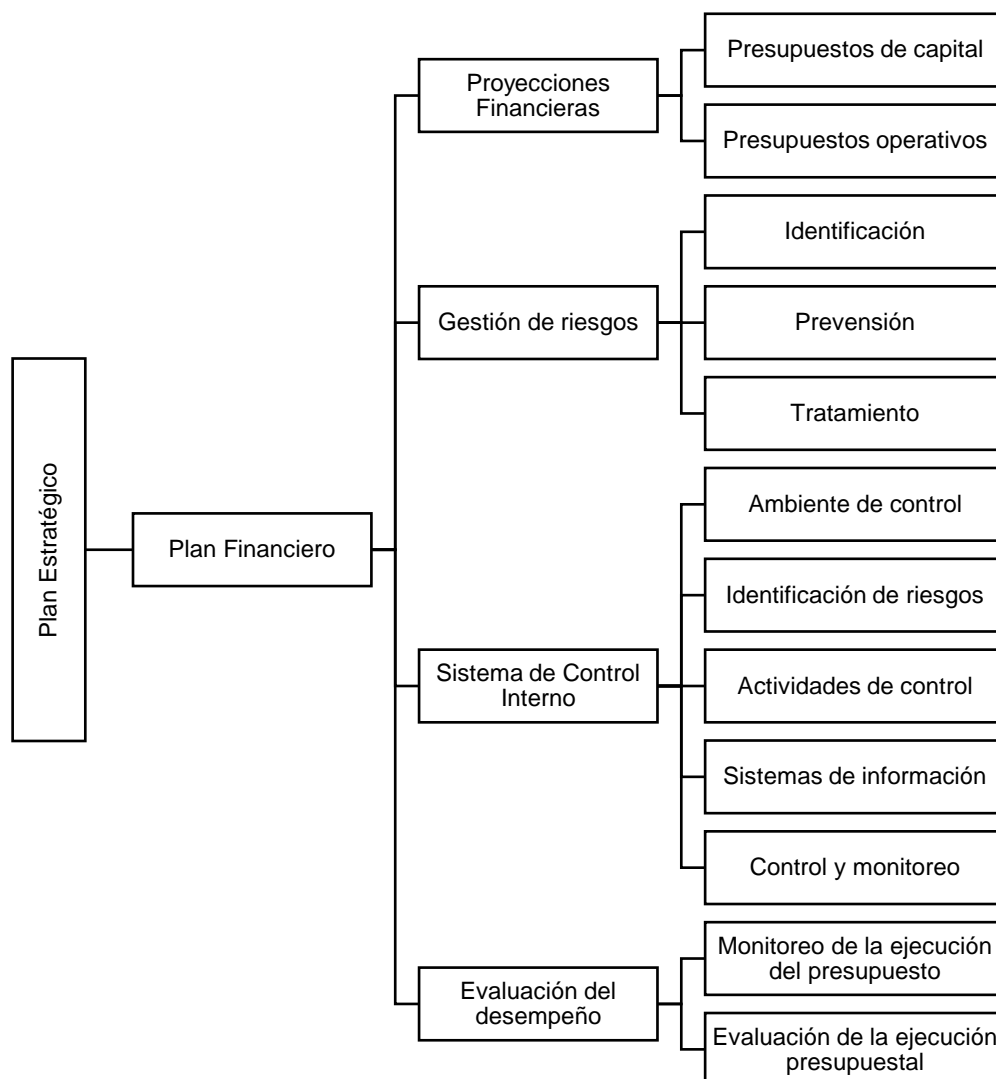 Plan Estratégico
Plan Financiero
Proyecciones
Financieras
Presupuestos de capital
Presupuestos operativos
Gestión de riesgos
Identificación
Prevensión
Tratamiento
Sistema de Control
Interno
Ambiente de control
Identificación de riesgos
Actividades de control
Sistemas de información
Control y monitoreo
Evaluación del
desempeño
Monitoreo de la ejecución
del presupuesto
Evaluación de la ejecución
presupuestal